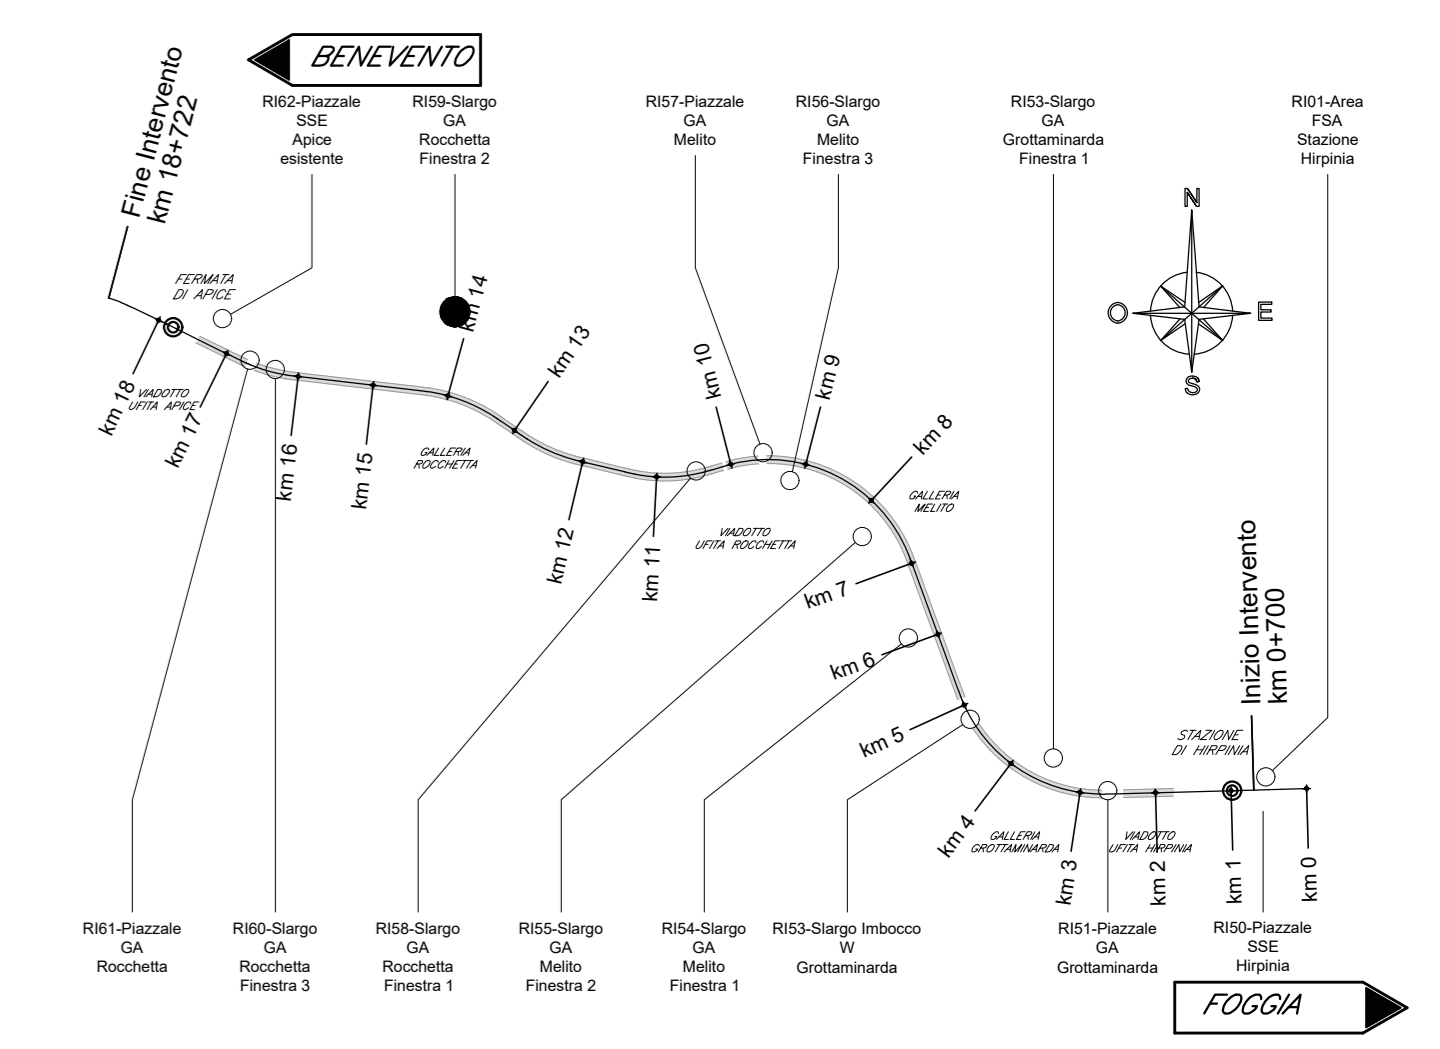 BENEVENTO
Fine Intervento
km 18+722
RI62-Piazzale
SSE
Apice
esistente
RI59-Slargo
GA
Rocchetta
Finestra 2
RI57-Piazzale
GA
Melito
RI56-Slargo
GA
Melito
Finestra 3
RI53-Slargo
GA
Grottaminarda
Finestra 1
RI01-Area
FSA
Stazione
Hirpinia
N
O
E
S
FERMATA
DI APICE
km 18
VIADOTTO
UFITA APICE
km 17
km 16
km 15
km 14
km 13
GALLERIA
ROCCHETTA
km 12
km 11
km 10
VIADOTTO
UFITA ROCCHETTA
km 9
km 8
GALLERIA
MELITO
km 7
km 6
km 5
km 4
GALLERIA
GROTTAMINARDA
km 3
VIADOTTO
UFITA HIRPINIA
km 2
STAZIONE
DI HIRPINIA
Inizio Intervento
km 0+700
km 1
km 0
RI61-Piazzale
GA
Rocchetta
RI60-Slargo
GA
Rocchetta
Finestra 3
RI58-Slargo
GA
Rocchetta
Finestra 1
RI55-Slargo
GA
Melito
Finestra 2
RI54-Slargo
GA
Melito
Finestra 1
RI53-Slargo Imbocco
W
Grottaminarda
RI51-Piazzale
GA
Grottaminarda
RI50-Piazzale
SSE
Hirpinia
FOGGIA